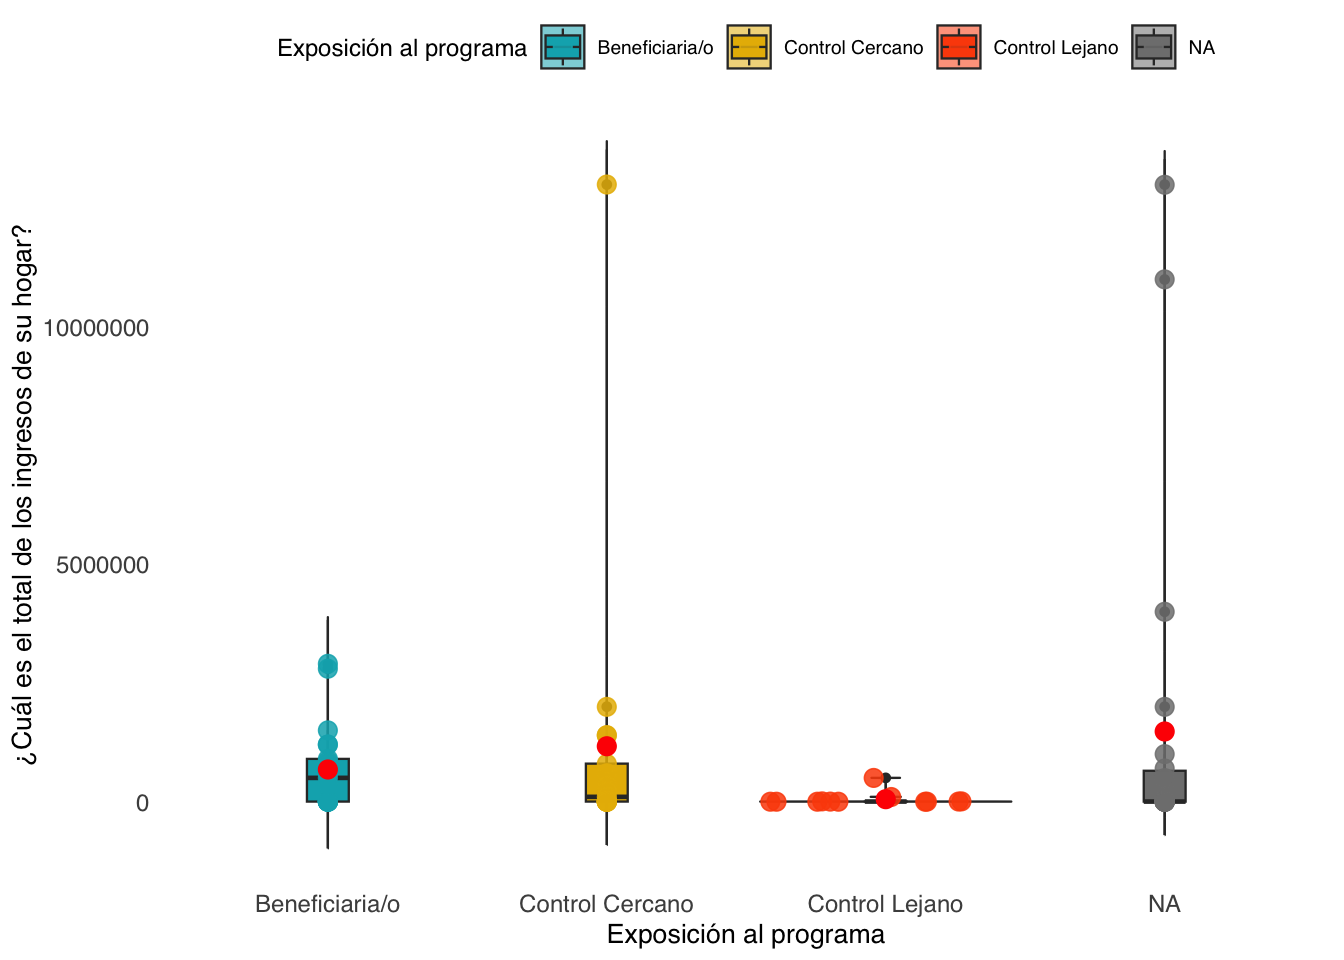 Exposición al programa Beneficiaria/o Control Cercano Control Lejano NA
¿Cuál es el total de los ingresos de su hogar?
10000000
5000000
0
Beneficiaria/o Control Cercano Control Lejano NA
Exposición al programa